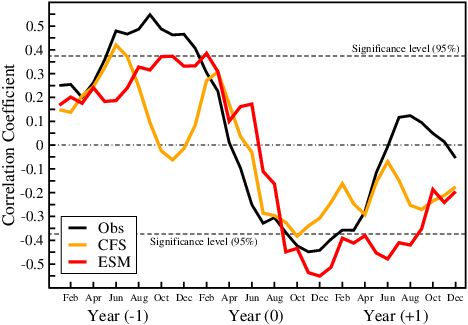 Correlation Coefficient
0.5
0.4
0.3
0.2
0.1
0
-0.1
-0.2
-0.3
-0.4
-0.5
Significance level (95%)
Significance level (95%)
Obs
CFS
ESM
Feb Apr Jun Aug Oct Dec Feb Apr Jun Aug Oct Dec Feb Apr Jun Aug Oct Dec
Year (-1) Year (0) Year (+1)